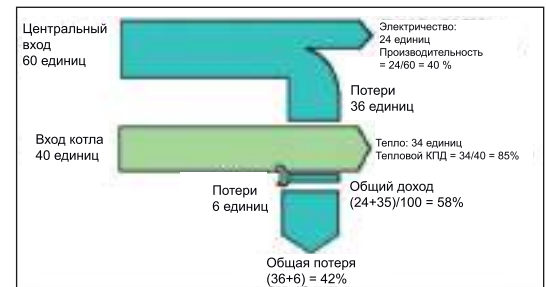 Центральный
вход
60 единиц
Электричество:
24 единиц
Производительность
= 24/60 = 40 %
Потери
36 единиц
Вход котла
40 единиц
Тепло: 34 единиц
Тепловой КПД = 34/40 = 85%
Потери
6 единиц
Общий доход
(24+35)/100 = 58%
Общая потеря
(36+6) = 42%